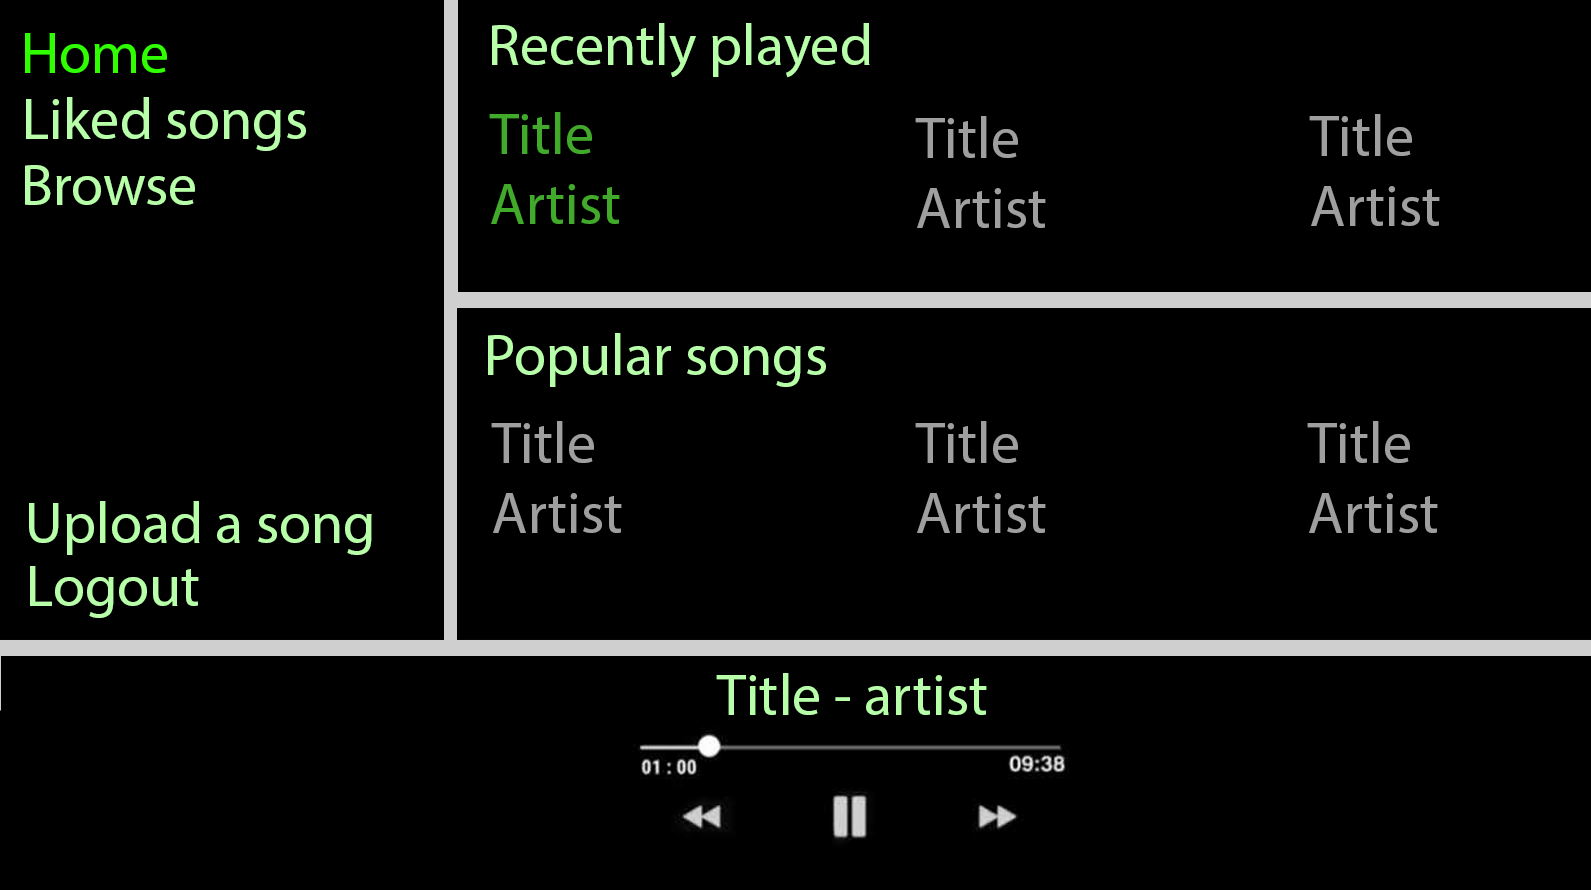 Home
Liked songs
Browse
Upload a song
Logout
Recently played
Title
Artist
Title
Artist
Title
Artist
Popular songs
Title
Artist
Title
Artist
Title
Artist
Title - artist
01 : 00
09:38